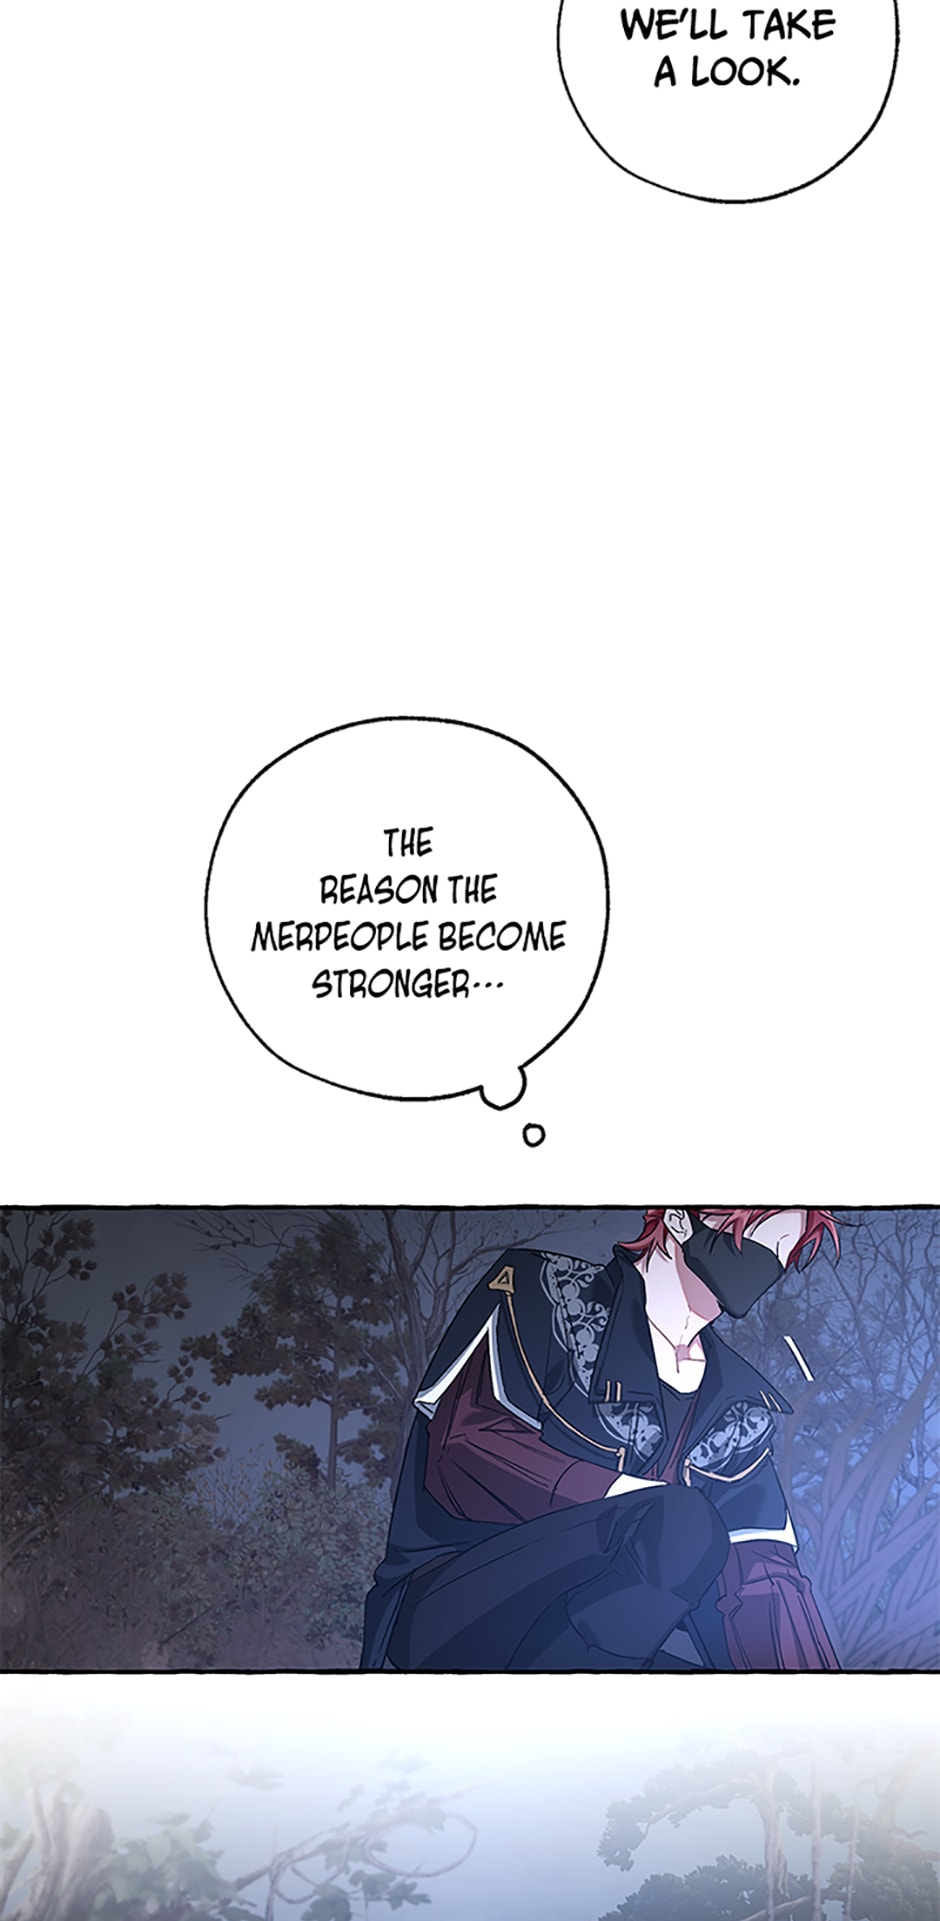 WE'LL TAKE
A LOOK.
THE
REASON THE
MERPEOPLE BECOME
STRONGER...